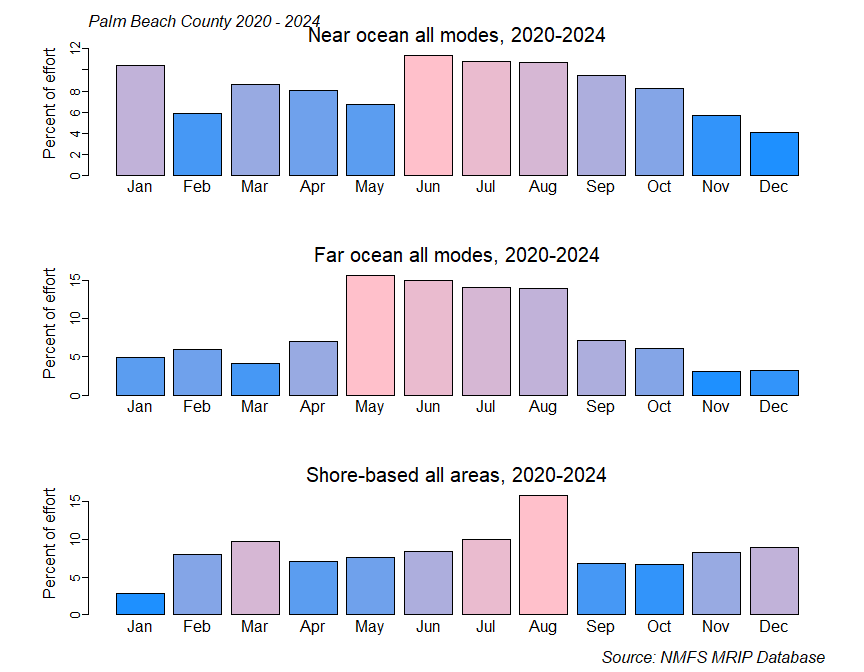 Palm Beach County 2020 - 2024
Near ocean all modes, 2020-2024
Percent of effort
12
8
6
4
2
0
Jan Feb Mar Apr May Jun Jul Aug Sep Oct Nov Dec
Far ocean all modes, 2020-2024
Percent of effort
15
10
5
0
Jan Feb Mar Apr May Jun Jul Aug Sep Oct Nov Dec
Shore-based all areas, 2020-2024
Percent of effort
15
10
5
0
Jan Feb Mar Apr May Jun Jul Aug Sep Oct Nov Dec
Source: NMFS MRIP Database